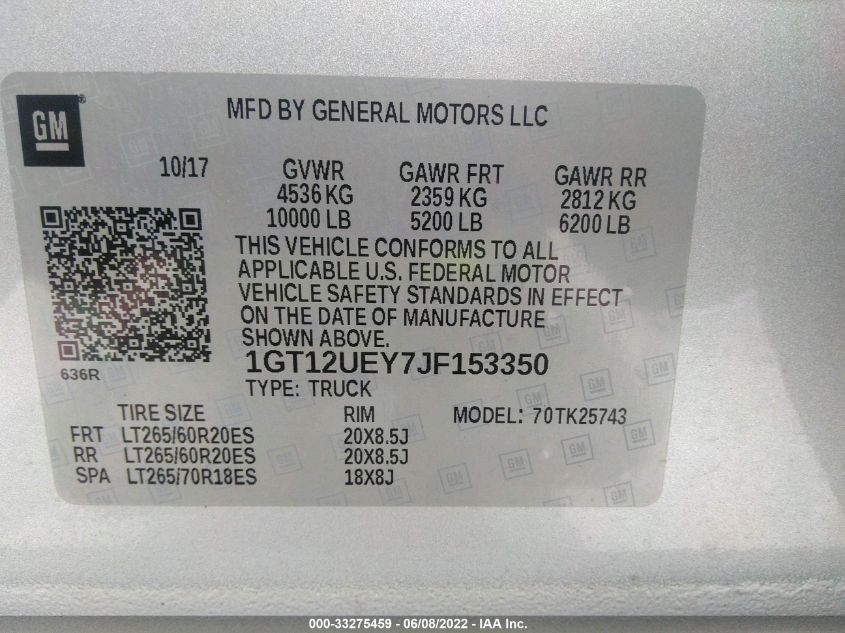 GM
®
MFD BY GENERAL MOTORS LLC
10/17 GVWR GAWR FRT GAWR RR
4536 KG 2359 KG 2812 KG
10000 LB 5200 LB 6200 LB
THIS VEHICLE CONFORMS TO ALL
APPLICABLE U.S. FEDERAL MOTOR
VEHICLE SAFETY STANDARDS IN EFFECT
ON THE DATE OF MANUFACTURE
SHOWN ABOVE.
636R
1GT12UEY7JF153350
TYPE: TRUCK
TIRE SIZE RIM MODEL: 70TK25743
FRT LT265/60R20ES 20X8.5J
RR LT265/60R20ES 20X8.5J
SPA LT265/70R18ES 18X8J
000-33275459 - 06/08/2022 - IAA Inc.